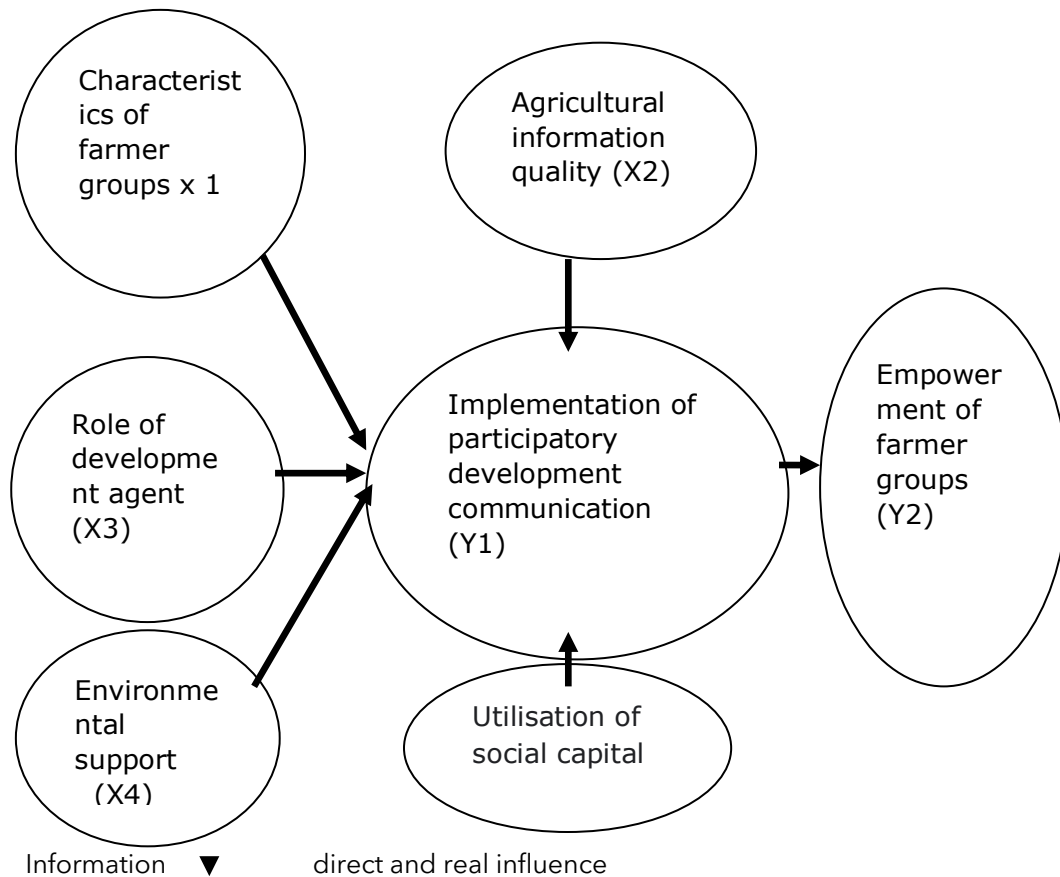 Characterist
ics of
farmer
groups x 1
Agricultural
information
quality (X2)
Role of
developme
nt agent
(X3)
Implementation of
participatory
development
communication
(Y1)
Empower
ment of
farmer
groups
(Y2)
Environme
ntal
support
(X4)
Utilisation of
social capital
Information ▼ direct and real influence